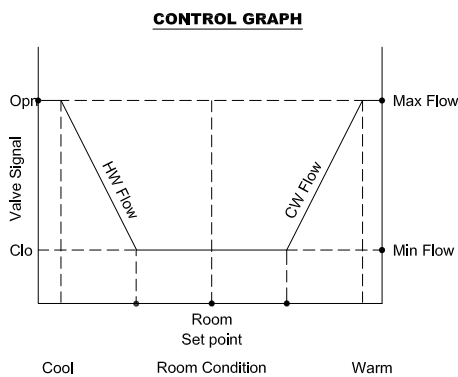 CONTROL GRAPH
Opn
Max Flow
Valve Signal
HW Flow
CW Flow
Clo
Min Flow
Room
Set point
Cool
Room Condition
Warm